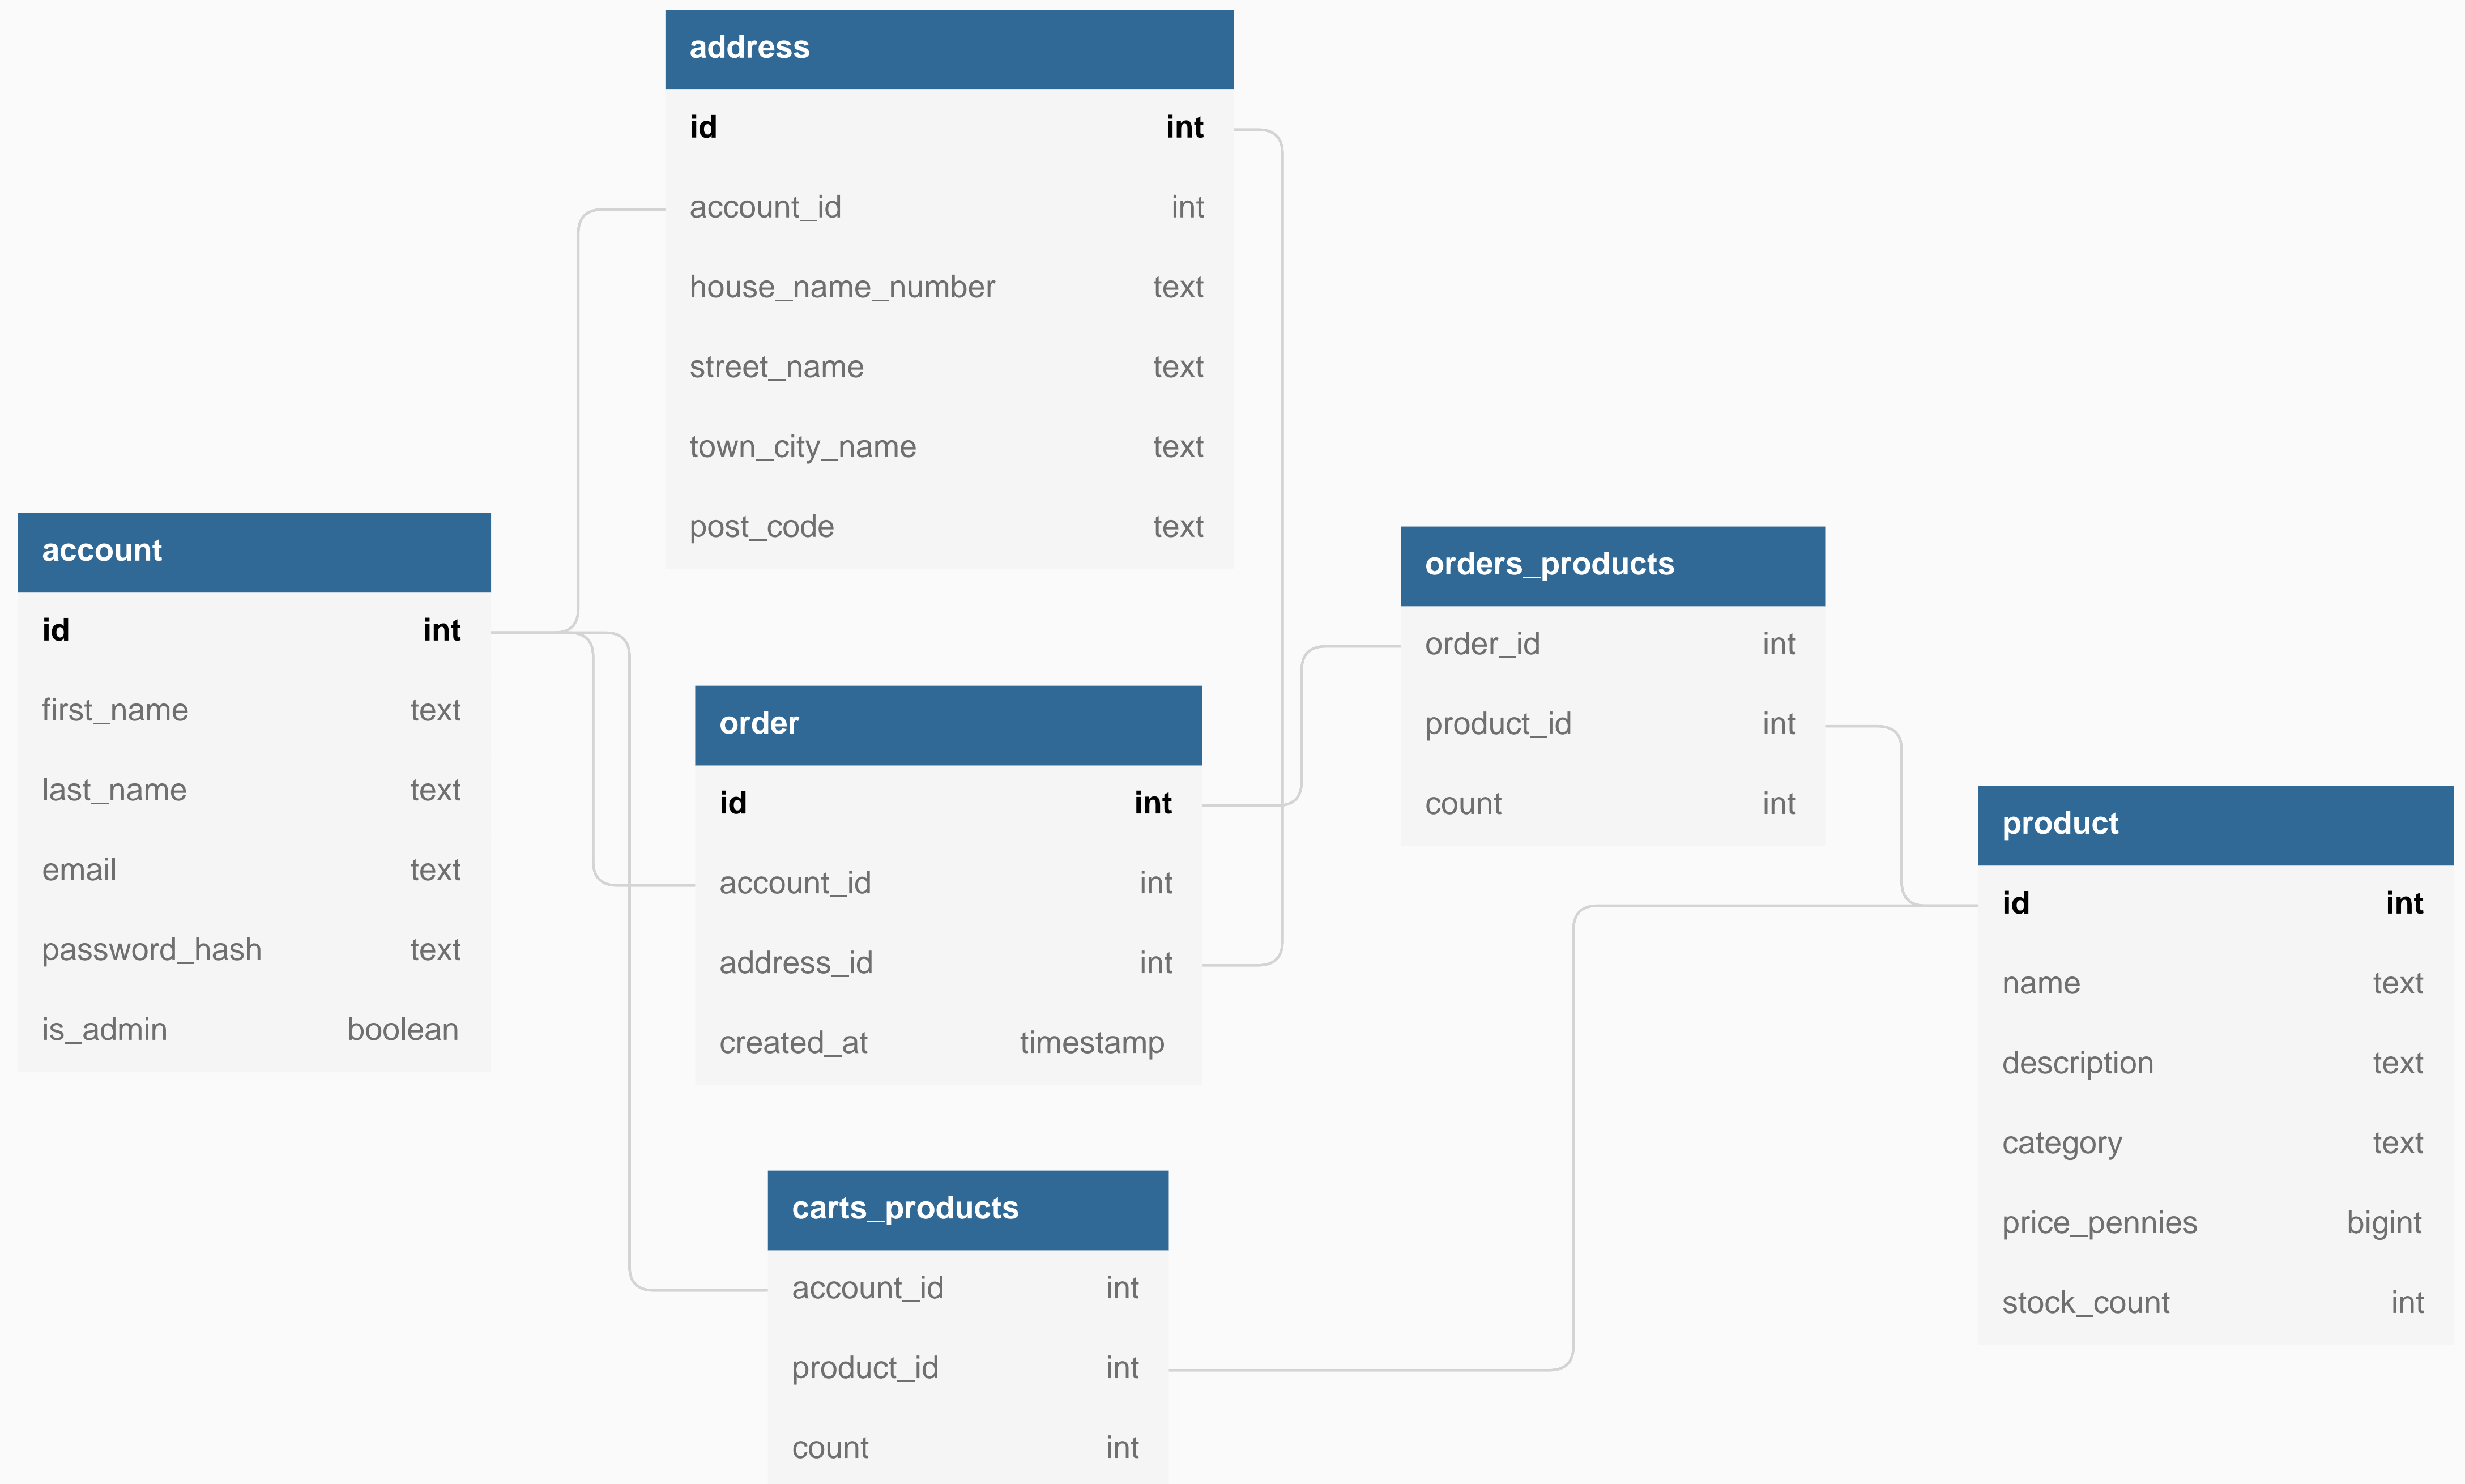 address
id int
account_id int
house_name_number text
street_name text
town_city_name text
post_code text
account
id int
first_name text
last_name text
email text
password_hash text
is_admin boolean
order
id int
account_id int
address_id int
created_at timestamp
orders_products
order_id int
product_id int
count int
product
id int
name text
description text
category text
price_pennies bigint
stock_count int
carts_products
account_id int
product_id int
count int